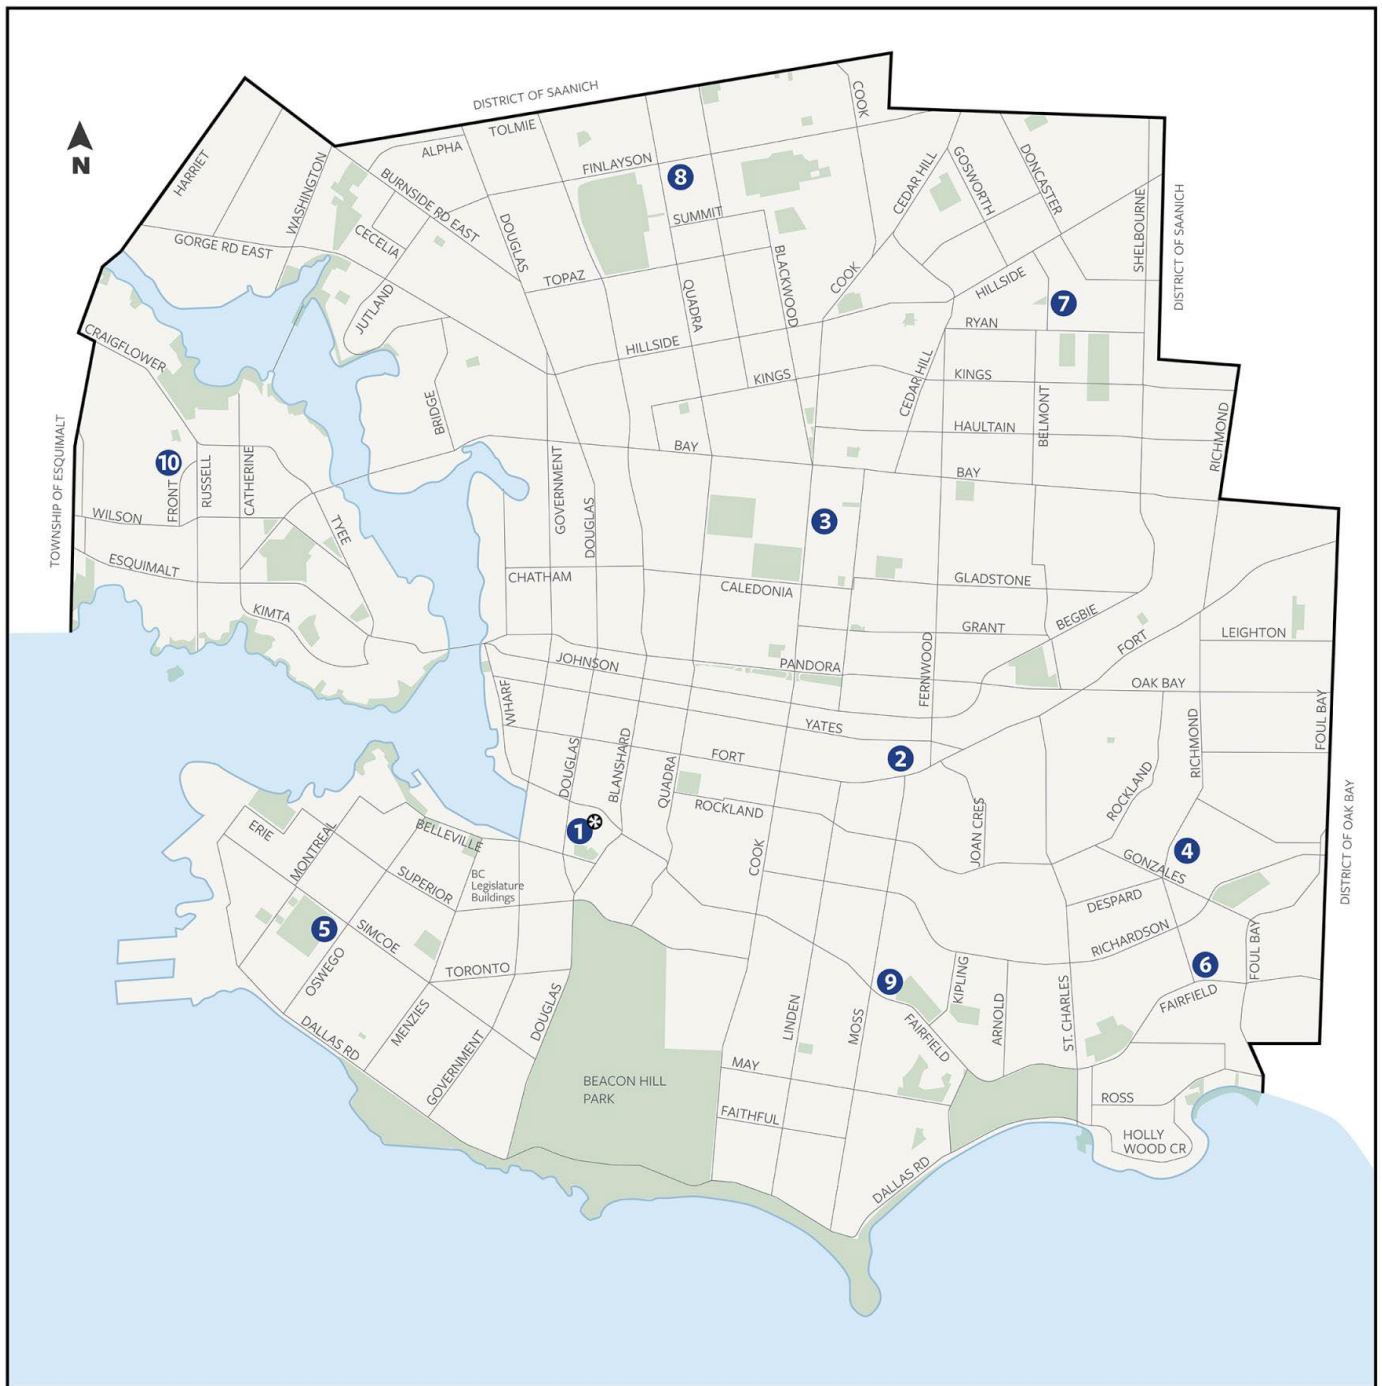 DISTRICT OF SAANICH
COOK
TOLMIE
ALPHA
N
HARRIET
WASHINGTON
BURNSIDE RD EAST
FINLAYSON
8
CEDAR HILL
GOSWORTH
DONCASTER
SHELBOURNE
DISTRICT OF SAANICH
SUMMIT
GORGE RD EAST
CECELIA
DOUGLAS
TOPAZ
BLACKWOOD
COOK
HILLSIDE
7
JUTLAND
QUADRA
RYAN
CRAIGFLOWER
HILLSIDE
KINGS
CEDAR HILL
KINGS
BRIDGE
BELMONT
RICHMOND
HAULTAIN
BAY
BAY
TOWNSHIP OF ESQUIMALT
10
FRONT
RUSSELL
CATHERINE
GOVERNMENT
DOUGLAS
WILSON
TYEE
3
ESQUIMALT
CHATHAM
CALEDONIA
GLADSTONE
KIMTA
BEGBIE
GRANT
FORT
LEIGHTON
JOHNSON
PANDORA
FERNWOOD
OAK BAY
WHARF
YATES
FOUL BAY
RICHMOND
DOUGLAS
BLANSHARD
QUADRA
FORT
2
ROCKLAND
ROCKLAND
JOAN CRES
DISTRICT OF OAK BAY
ERIE
MONTREAL
BELLEVILLE
1
COOK
4
GONZALES
SUPERIOR
BC
Legislature
Buildings
DESPARD
5
SIMCOE
RICHARDSON
OSWEGO
TORONTO
9
KIPLING
6
FOUL BAY
FAIRFIELD
DALLAS RD
MENZIES
GOVERNMENT
DOUGLAS
LINDEN
MOSS
FAIRFIELD
ARNOLD
ST. CHARLES
MAY
BEACON HILL
PARK
FAITHFUL
ROSS
HOLLY
WOOD CR
DALLAS RD